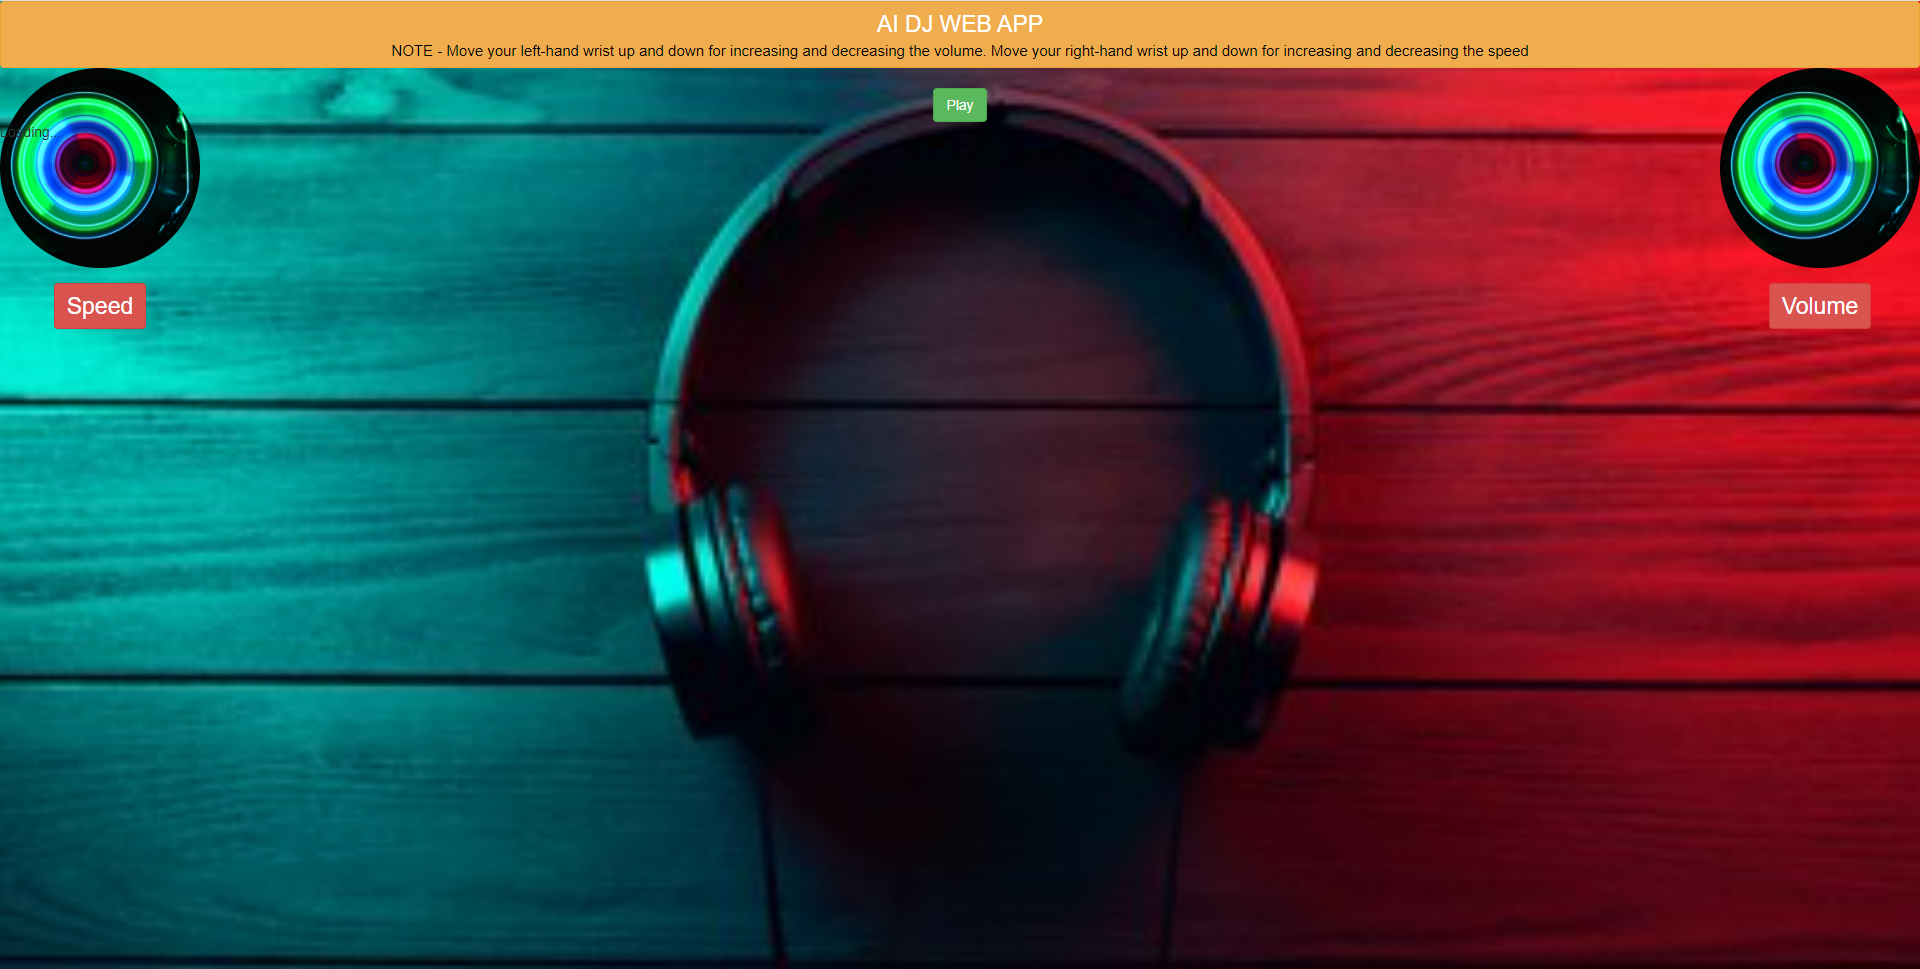 AI DJ WEB APP
NOTE - Move your left-hand wrist up and down for increasing and decreasing the volume. Move your right-hand wrist up and down for increasing and decreasing the speed
Play
Loading...
Speed
Volume